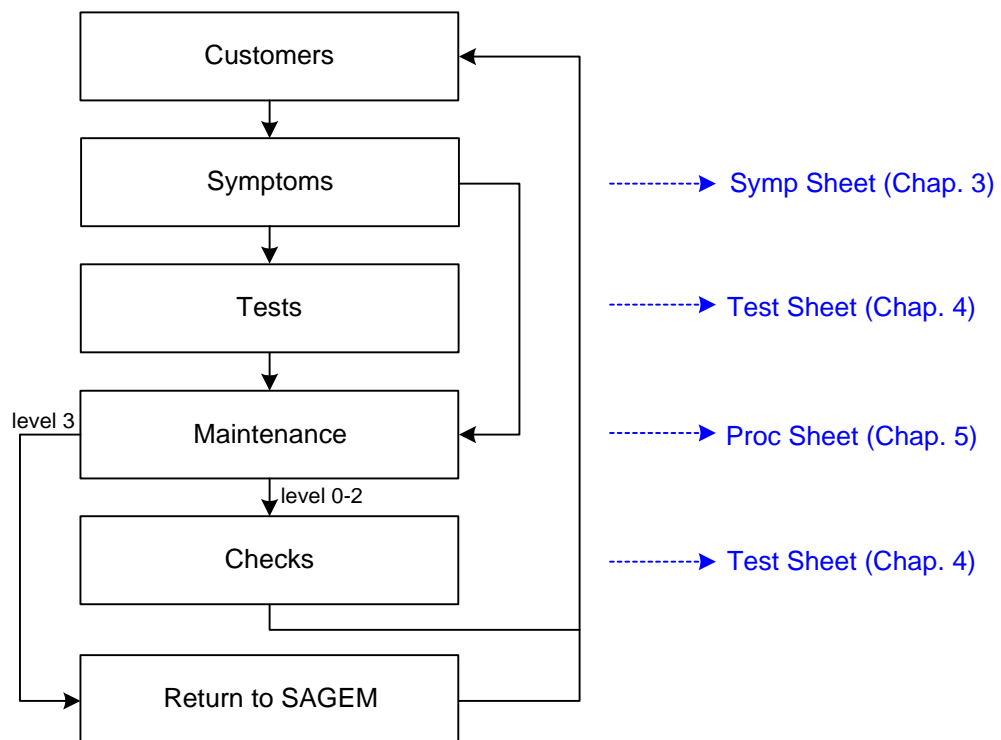 Customers
Symptoms
Symp Sheet (Chap. 3)
Tests
Test Sheet (Chap. 4)
level 3
Maintenance
Proc Sheet (Chap. 5)
level 0-2
Checks
Test Sheet (Chap. 4)
Return to SAGEM